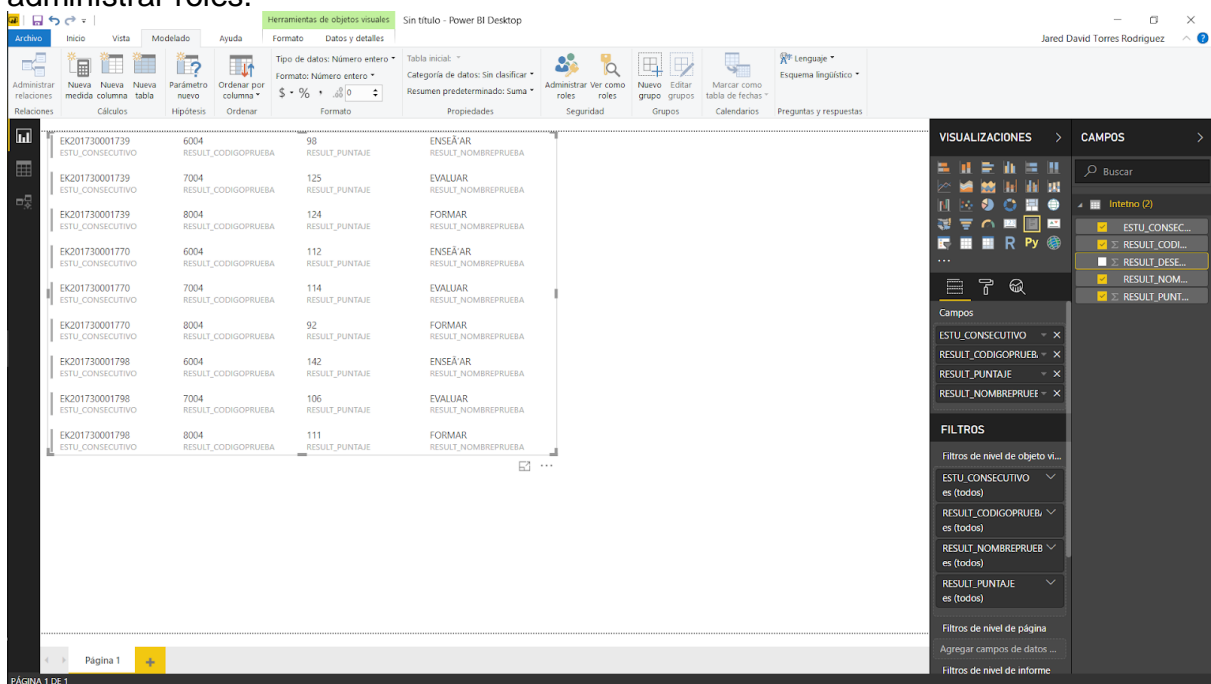 administrar roles.
Herramientas de objetos visuales Sin título - Power BI Desktop
Archivo Inicio Vista Modelado Ayuda Formato Datos y detalles Jared David Torres Rodriguez
Administrar relaciones
Nueva medida
Nueva columna
Nueva tabla
Parámetro nuevo
Ordenar por columna
Tipo de datos: Número entero
Formato: Número entero
$ % , .00 0
Tabla inicial:
Categoría de datos: Sin clasificar
Resumen predeterminado: Suma
Administrar roles
Ver como roles
Nuevo grupo
Editar grupos
Marcar como tabla de fechas
Lenguaje
Esquema lingüístico
Relaciones Cálculos Hipótesis Ordenar Formato Propiedades Seguridad Grupos Calendarios Preguntas y respuestas
EK201730001739 6004 98 ENSEÃ'AR
ESTU_CONSECUTIVO RESULT_CODIGOPRUEBA RESULT_PUNTAJE RESULT_NOMBREPRUEBA
EK201730001739 7004 125 EVALUAR
ESTU_CONSECUTIVO RESULT_CODIGOPRUEBA RESULT_PUNTAJE RESULT_NOMBREPRUEBA
EK201730001739 8004 124 FORMAR
ESTU_CONSECUTIVO RESULT_CODIGOPRUEBA RESULT_PUNTAJE RESULT_NOMBREPRUEBA
EK201730001770 6004 112 ENSEÃ'AR
ESTU_CONSECUTIVO RESULT_CODIGOPRUEBA RESULT_PUNTAJE RESULT_NOMBREPRUEBA
EK201730001770 7004 114 EVALUAR
ESTU_CONSECUTIVO RESULT_CODIGOPRUEBA RESULT_PUNTAJE RESULT_NOMBREPRUEBA
EK201730001770 8004 92 FORMAR
ESTU_CONSECUTIVO RESULT_CODIGOPRUEBA RESULT_PUNTAJE RESULT_NOMBREPRUEBA
EK201730001798 6004 142 ENSEÃ'AR
ESTU_CONSECUTIVO RESULT_CODIGOPRUEBA RESULT_PUNTAJE RESULT_NOMBREPRUEBA
EK201730001798 7004 106 EVALUAR
ESTU_CONSECUTIVO RESULT_CODIGOPRUEBA RESULT_PUNTAJE RESULT_NOMBREPRUEBA
EK201730001798 8004 111 FORMAR
ESTU_CONSECUTIVO RESULT_CODIGOPRUEBA RESULT_PUNTAJE RESULT_NOMBREPRUEBA
VISUALIZACIONES
R Py
Campos
ESTU_CONSECUTIVO
RESULT_CODIGOPRUEB
RESULT_PUNTAJE
RESULT_NOMBREPRUEE
FILTROS
Filtros de nivel de objeto vi...
ESTU_CONSECUTIVO
es (todos)
RESULT_CODIGOPRUEB
es (todos)
RESULT_NOMBREPRUEB
es (todos)
RESULT_PUNTAJE
es (todos)
Filtros de nivel de página
Agregar campos de datos ...
Filtros de nivel de informe
CAMPOS
Buscar
Intetno (2)
ESTU_CONSEC...
Σ RESULT_CODI...
Σ RESULT_DESE...
RESULT_NOM...
Σ RESULT_PUNT...
Página 1 +
PÁGINA 1 DE 1